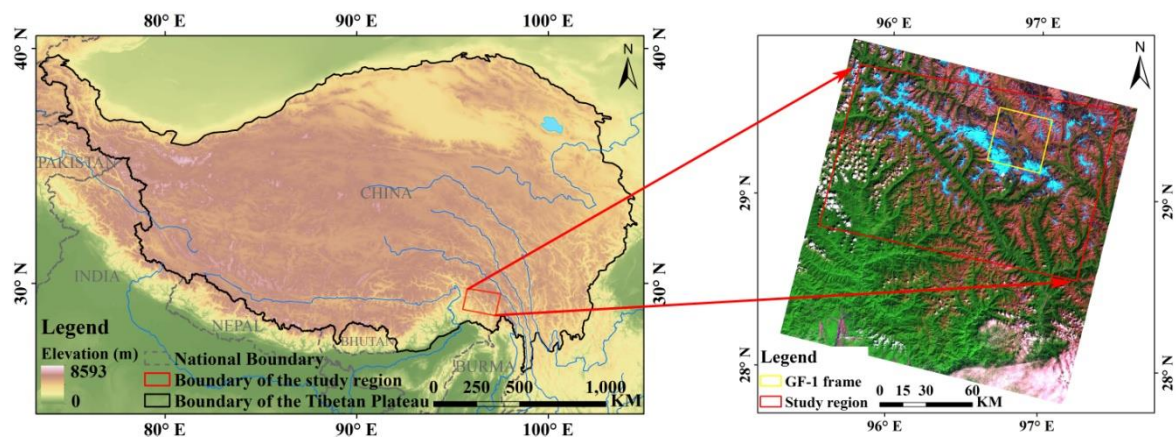 80° E 90° E 100° E
40° N
40° N
N
PAKISTAN
CHINA
INDIA
30° N
30° N
NEPAL
BHUTAN
BURMA
Legend
Elevation (m)
8593
0
National Boundary
Boundary of the study region
Boundary of the Tibetan Plateau
0 250 500 1,000
KM
80° E 90° E 100° E
96° E 97° E
N
29° N
29° N
28° N
28° N
Legend
GF-1 frame
Study region
0 15 30 60
KM
96° E 97° E